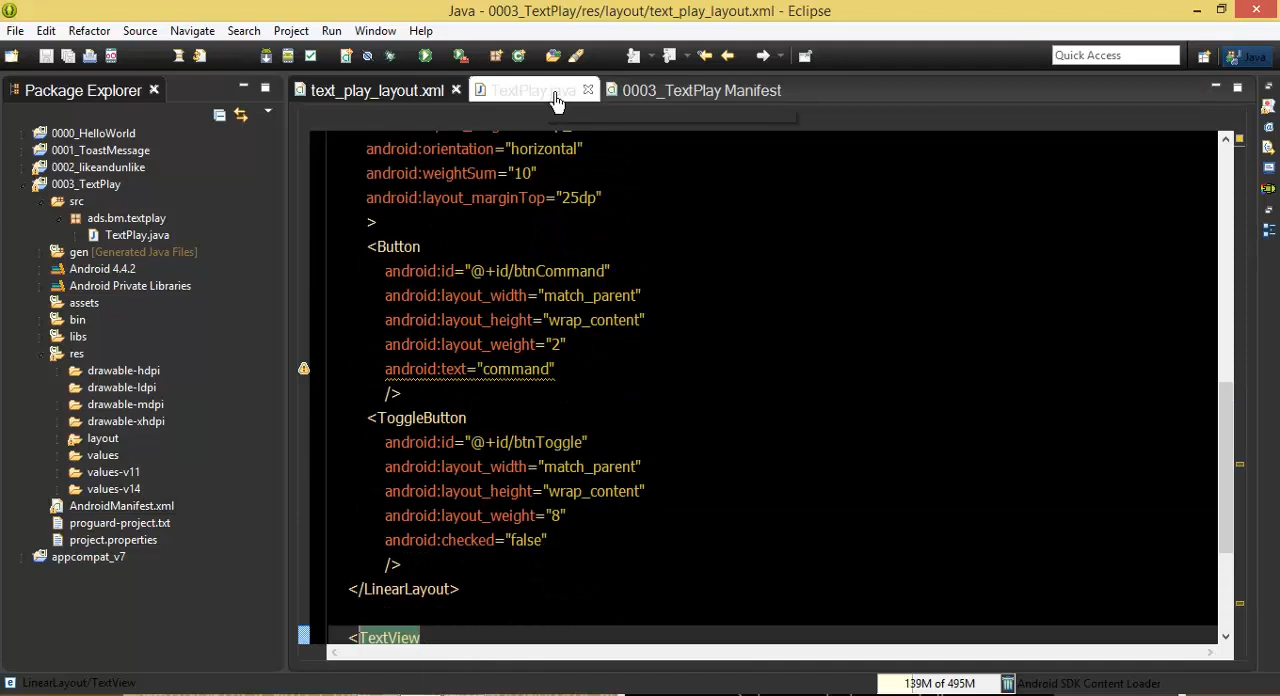 Java - 0003_TextPlay/res/layout/text_play_layout.xml - Eclipse
File Edit Refactor Source Navigate Search Project Run Window Help
Quick Access
Java
Package Explorer
text_play_layout.xml
TextPlay.java
0003_TextPlay Manifest
0000_HelloWorld
0001_ToastMessage
0002_likeandunlike
0003_TextPlay
src
ads.bm.textplay
TextPlay.java
gen [Generated Java Files]
Android 4.4.2
Android Private Libraries
assets
bin
libs
res
drawable-hdpi
drawable-ldpi
drawable-mdpi
drawable-xhdpi
layout
values
values-v11
values-v14
AndroidManifest.xml
proguard-project.txt
project.properties
appcompat_v7
android:orientation="horizontal"
android:weightSum="10"
android:layout_marginTop="25dp"
>
<Button
android:id="@+id/btnCommand"
android:layout_width="match_parent"
android:layout_height="wrap_content"
android:layout_weight="2"
android:text="command"
/>
<ToggleButton
android:id="@+id/btnToggle"
android:layout_width="match_parent"
android:layout_height="wrap_content"
android:layout_weight="8"
android:checked="false"
/>
</LinearLayout>
<TextView
LinearLayout/TextView
139M of 495M
Android SDK Content Loader